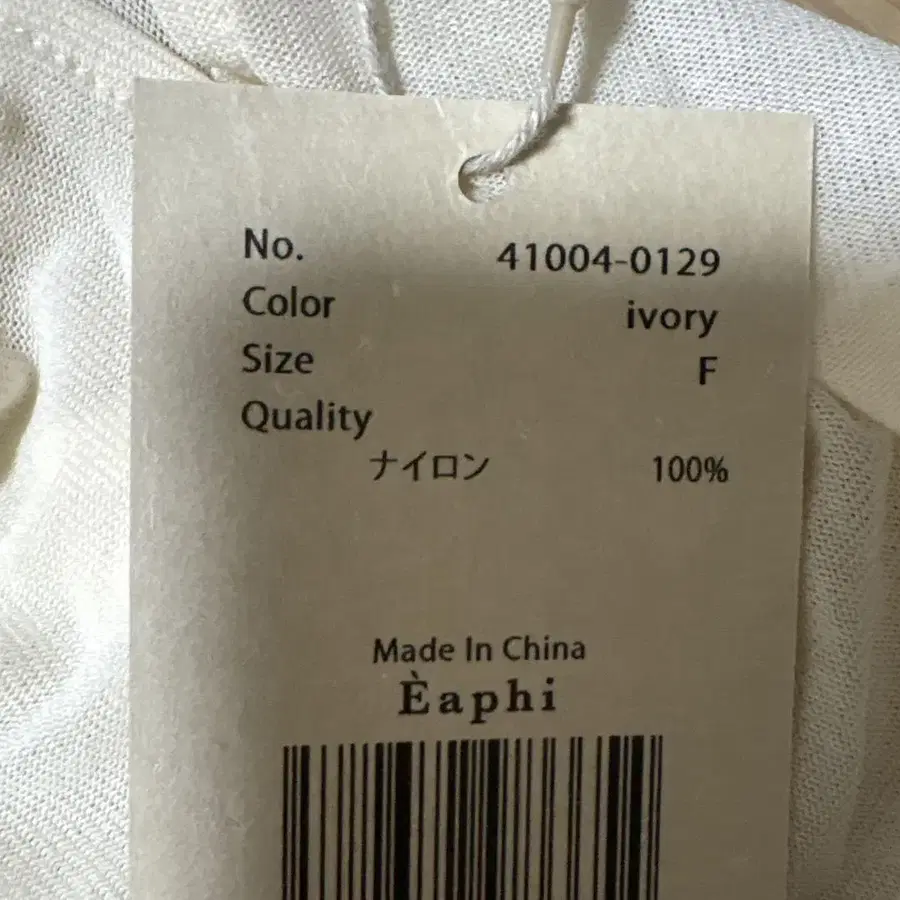 No. 41004-0129
Color ivory
Size F
Quality
ナイロン 100%
Made In China
Èaphi